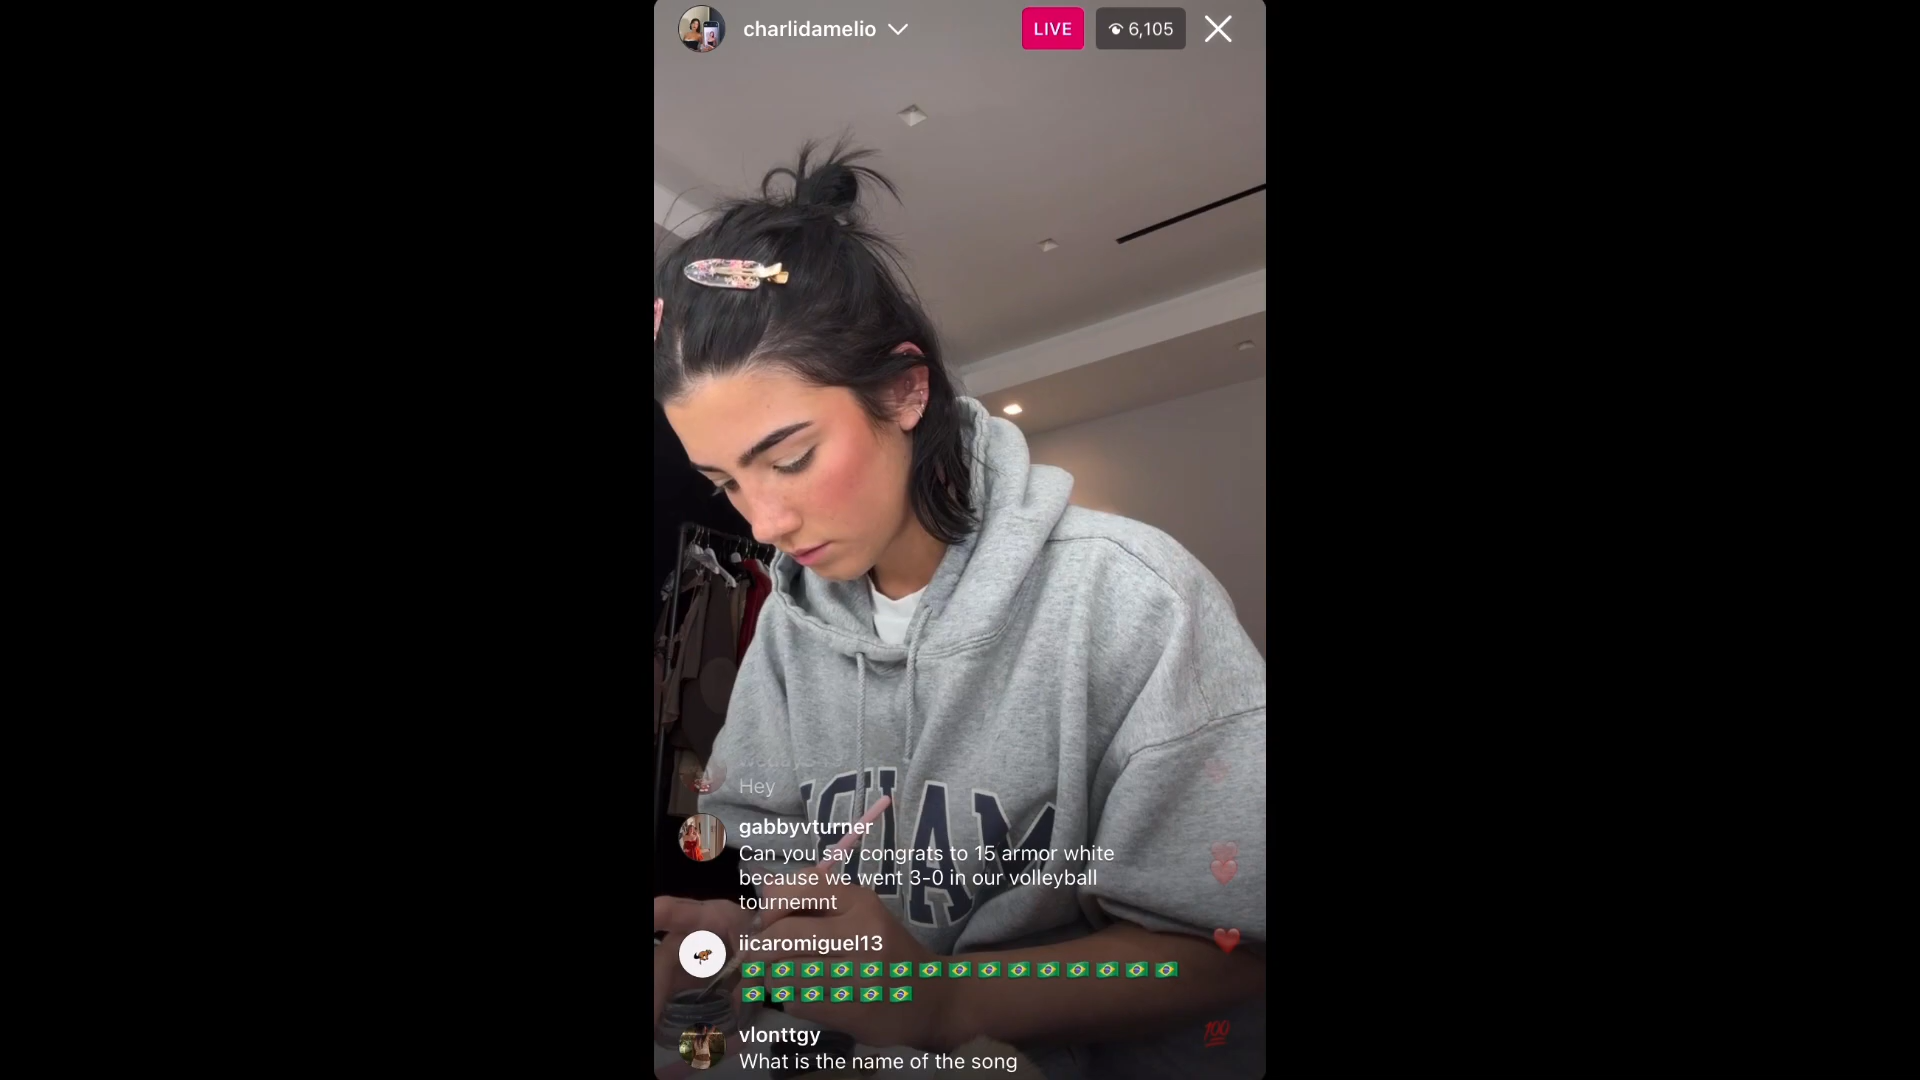 charlidamelio
LIVE
6,105
Hey
gabbyvturner
Can you say congrats to 15 armor white
because we went 3-0 in our volleyball
tournemnt
iicaromiguel13
🇧🇷🇧🇷🇧🇷🇧🇷🇧🇷🇧🇷🇧🇷🇧🇷🇧🇷🇧🇷🇧🇷🇧🇷🇧🇷🇧🇷🇧🇷
🇧🇷🇧🇷🇧🇷🇧🇷🇧🇷🇧🇷
💯
vlonttgy
What is the name of the song